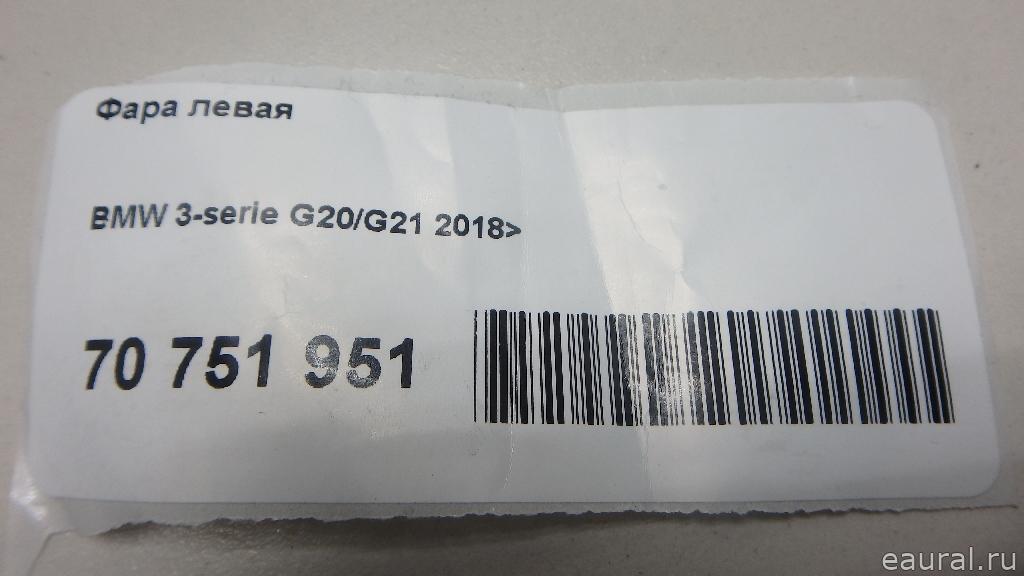 Фара левая
BMW 3-serie G20/G21 2018>
70 751 951
eaural.ru